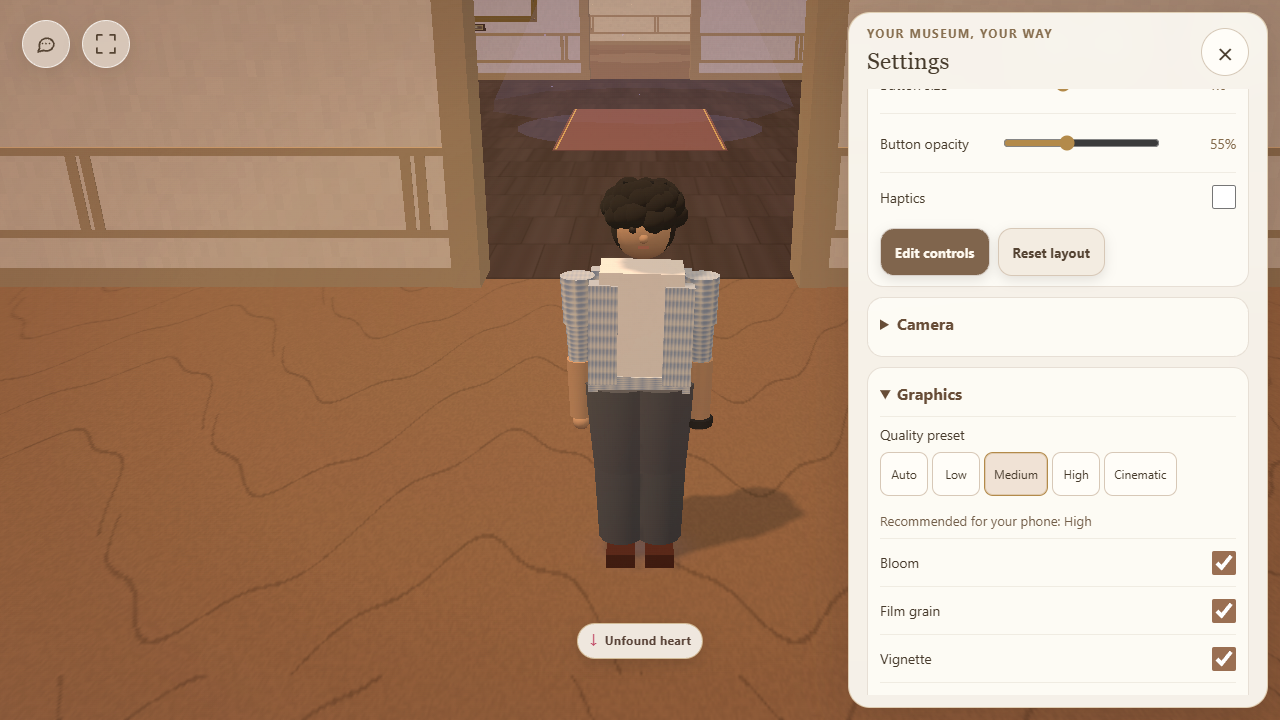 YOUR MUSEUM, YOUR WAY
Settings
Button opacity
55%
Haptics
Edit controls
Reset layout
Camera
Graphics
Quality preset
Auto
Low
Medium
High
Cinematic
Recommended for your phone: High
Bloom
Film grain
Vignette
↓ Unfound heart